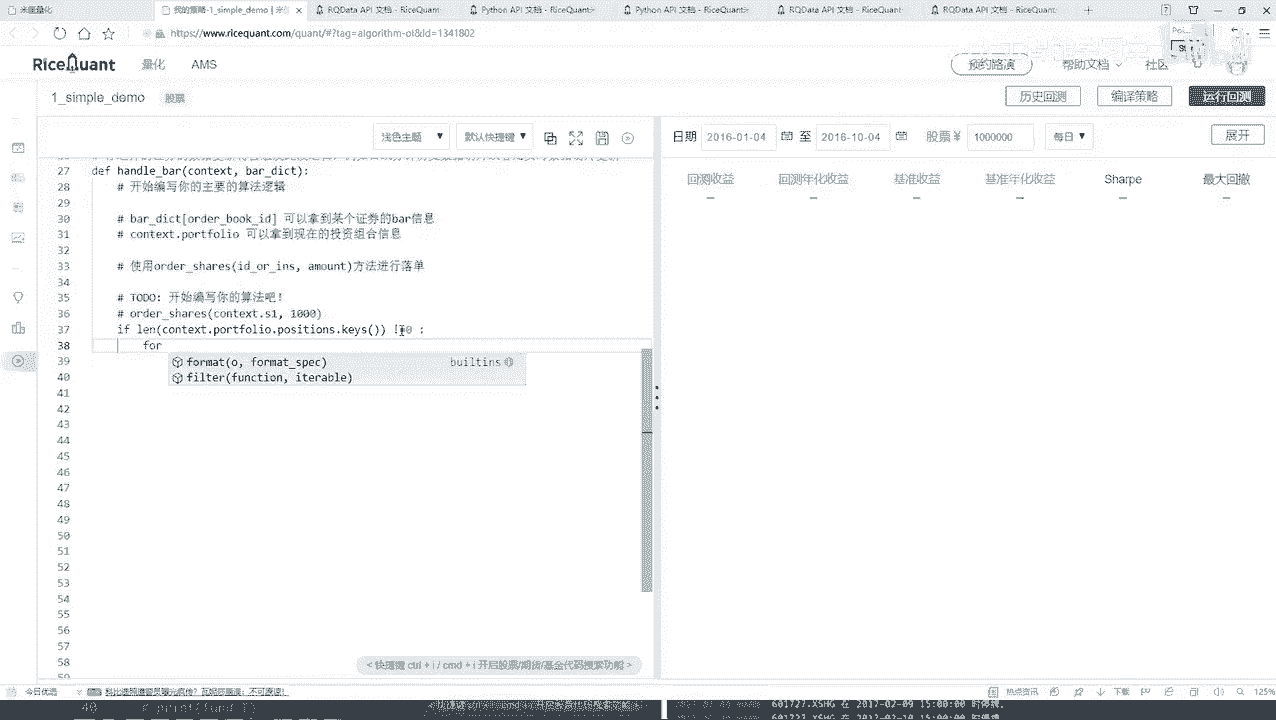 米筐量化
我的策略-1_simple_demo | 米
RQData API 文档 - RiceQuant
Python API 文档 - RiceQuant
Python API 文档 - RiceQuant
RQData API 文档 - RiceQuant
RQData API 文档 - RiceQuant
https://www.ricequant.com/quant/#?tag=algorithm-ol&id=1341802
RiceQuant
量化
AMS
预约路演
帮助文档
社区
1_simple_demo
股票
历史回测
编译策略
运行回测
浅色主题
默认快捷键
日期
2016-01-04
至
2016-10-04
股票 ¥
1000000
每日
展开
回测收益
回测年化收益
基准收益
基准年化收益
Sharpe
最大回撤
27 def handle_bar(context, bar_dict):
28 # 开始编写你的主要的算法逻辑
29
30 # bar_dict[order_book_id] 可以拿到某个证券的bar信息
31 # context.portfolio 可以拿到现在的投资组合信息
32
33 # 使用order_shares(id_or_ins, amount)方法进行落单
34
35 # TODO: 开始编写你的算法吧!
36 # order_shares(context.s1, 1000)
37 if len(context.portfolio.positions.keys()) !=0 :
38 for
format(o, format_spec)
builtins
filter(function, iterable)
39
40
41
42
43
44
45
46
47
48
49
50
51
52
53
54
55
56
57
58
59
< 快捷键 ctrl + i / cmd + i 开启股票/期货/基金代码搜索功能 >
今日优选
热点资讯
下载
125%